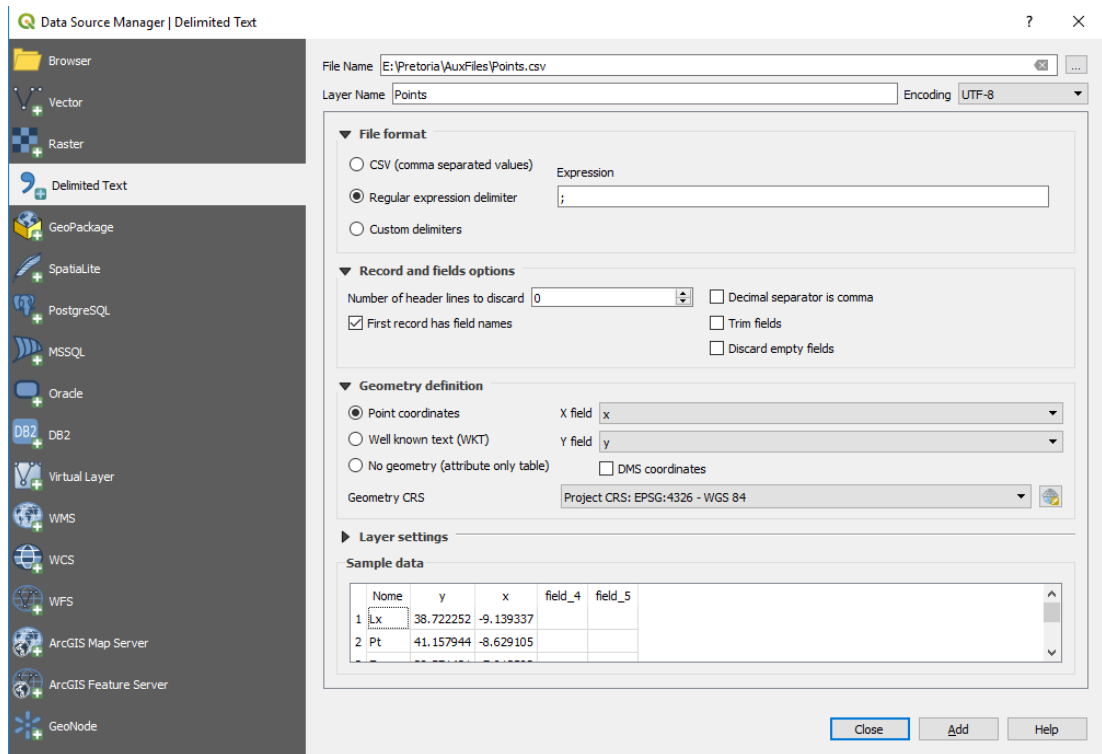 Data Source Manager | Delimited Text
? ×
Browser
Vector
Raster
Delimited Text
GeoPackage
SpatiaLite
PostgreSQL
MSSQL
Oracle
DB2 DB2
Virtual Layer
WMS
WCS
WFS
ArcGIS Map Server
ArcGIS Feature Server
GeoNode
File Name E:\Pretoria\AuxFiles\Points.csv ...
Layer Name Points Encoding UTF-8
File format
CSV (comma separated values)
Expression
Regular expression delimiter ;
Custom delimiters
Record and fields options
Number of header lines to discard 0 Decimal separator is comma
First record has field names Trim fields
Discard empty fields
Geometry definition
Point coordinates X field x
Well known text (WKT) Y field y
No geometry (attribute only table) DMS coordinates
Geometry CRS Project CRS: EPSG:4326 - WGS 84
Layer settings
Sample data
Nome y x field_4 field_5
1 Lx 38.722252 -9.139337
2 Pt 41.157944 -8.629105
Close Add Help